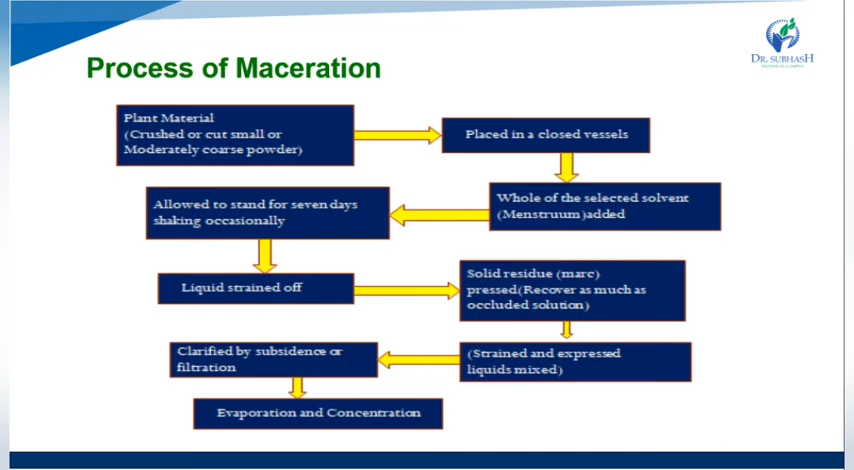 DR. SUBHASH
TECHNICAL CAMPUS
Process of Maceration
Plant Material
(Crushed or cut small or
Moderately coarse powder)
Placed in a closed vessels
Whole of the selected solvent
(Menstruum)added
Allowed to stand for seven days
shaking occasionally
Liquid strained off
Solid residue (marc)
pressed(Recover as much as
occluded solution)
(Strained and expressed
liquids mixed)
Clarified by subsidence or
filtration
Evaporation and Concentration